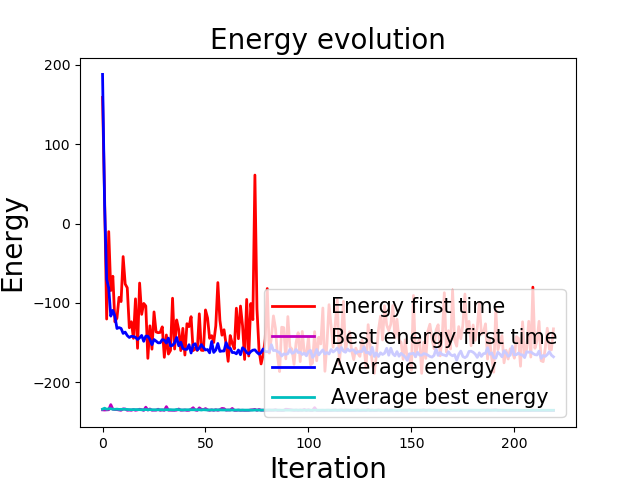 Energy evolution
200
100
0
−100
−200
Energy
Energy first time
Best energy first time
Average energy
Average best energy
0 50 100 150 200
Iteration